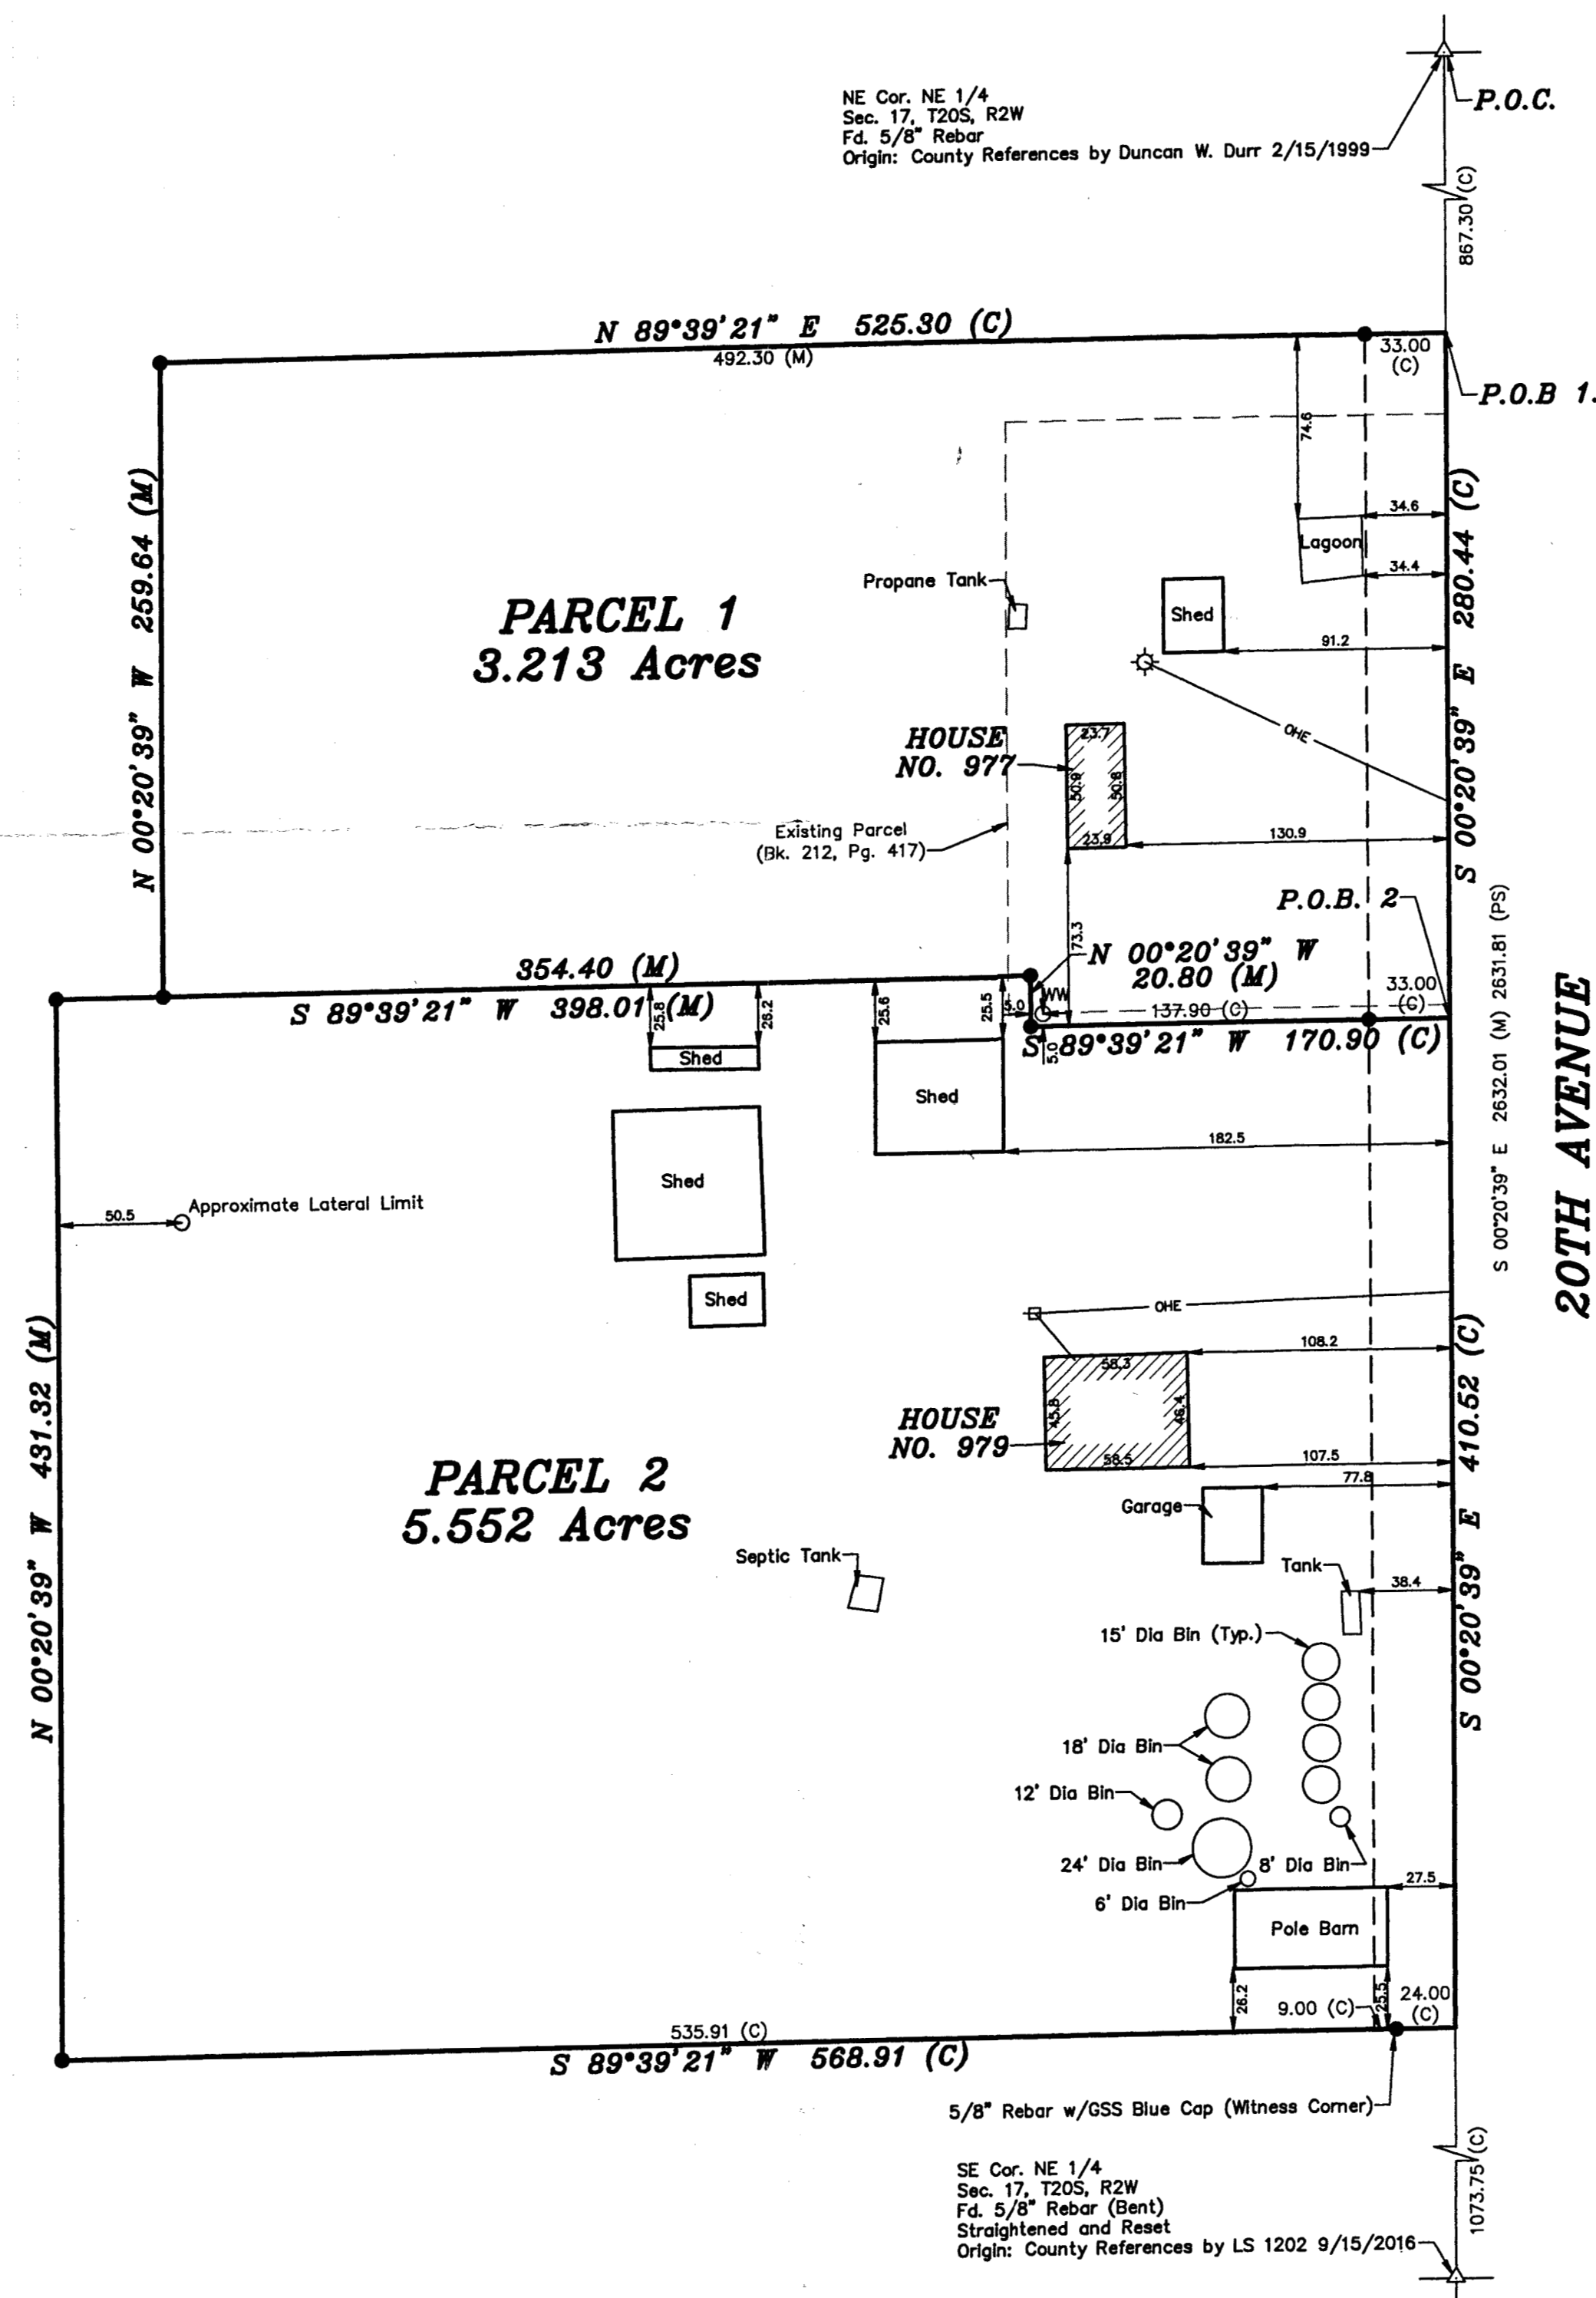 NE Cor. NE 1/4
Sec. 17, T20S, R2W
Fd. 5/8" Rebar
Origin: County References by Duncan W. Durr 2/15/1999
P.O.C.
867.30'(C)
N 89°39'21" E 525.30 (C)
492.30 (M)
33.00
(C)
P.O.B 1.
N 00°20'39" W 259.64 (M)
74.6
34.6
Lagoon
34.4
S 00°20'39" E 280.44 (C)
Propane Tank
Shed
91.2
PARCEL 1
3.213 Acres
OHE
HOUSE
NO. 977
23.7
50.9
50.8
23.9
130.9
Existing Parcel
(Bk. 212, Pg. 417)
P.O.B. 2
73.3
N 00°20'39" W
20.80 (M)
354.40 (M)
S 89°39'21" W 398.01 (M)
25.8
26.2
25.6
25.5
5.0
WW
137.90 (C)
33.00
(C)
5.0
S 89°39'21" W 170.90 (C)
Shed
Shed
182.5
Shed
Shed
50.5
Approximate Lateral Limit
S 00°20'39" E 2632.01 (M) 2631.81 (PS)
20TH AVENUE
OHE
108.2
58.3
45.8
46.4
58.5
HOUSE
NO. 979
107.5
77.8
N 00°20'39" W 431.32 (M)
S 00°20'39" E 410.52 (C)
PARCEL 2
5.552 Acres
Garage
Septic Tank
Tank
38.4
15' Dia Bin (Typ.)
18' Dia Bin
12' Dia Bin
24' Dia Bin
8' Dia Bin
6' Dia Bin
27.5
Pole Barn
26.2
9.00 (C)
25.5
24.00
(C)
535.91 (C)
S 89°39'21" W 568.91 (C)
5/8" Rebar w/GSS Blue Cap (Witness Corner)
1073.75'(C)
SE Cor. NE 1/4
Sec. 17, T20S, R2W
Fd. 5/8" Rebar (Bent)
Straightened and Reset
Origin: County References by LS 1202 9/15/2016